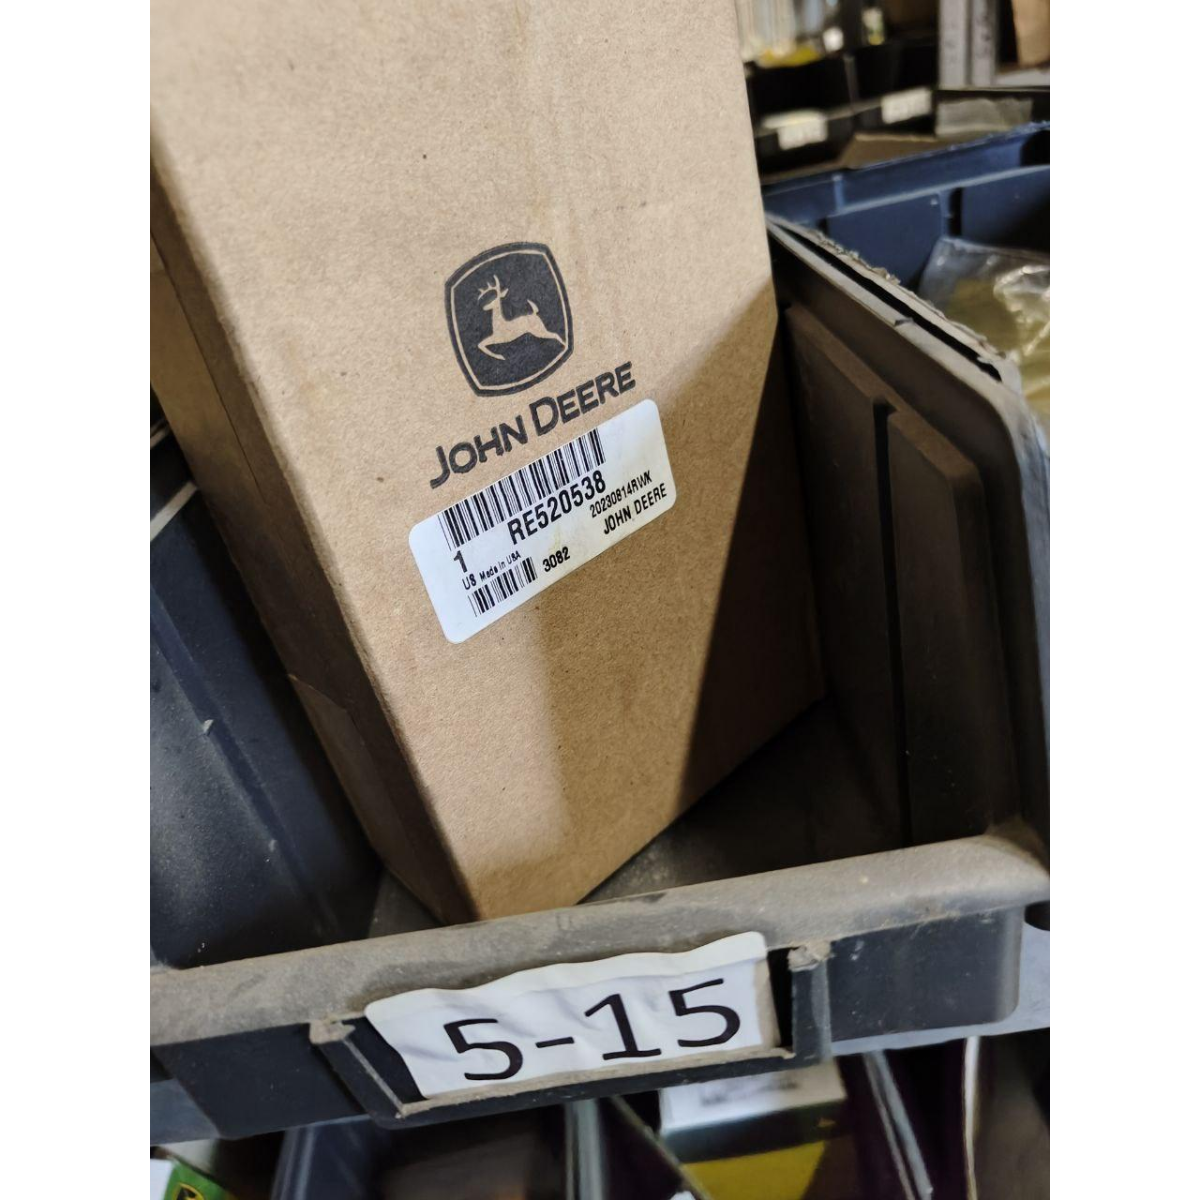 JOHN DEERE
RE520538
1
20230814RWK
US Made in USA
3082
JOHN DEERE
5-15